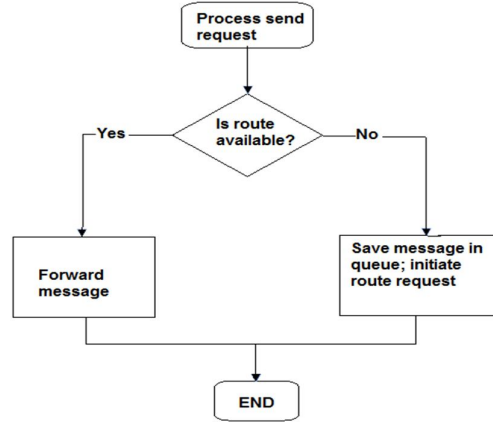 Process send
request
Is route
available?
Yes
No
Forward
message
Save message in
queue; initiate
route request
END